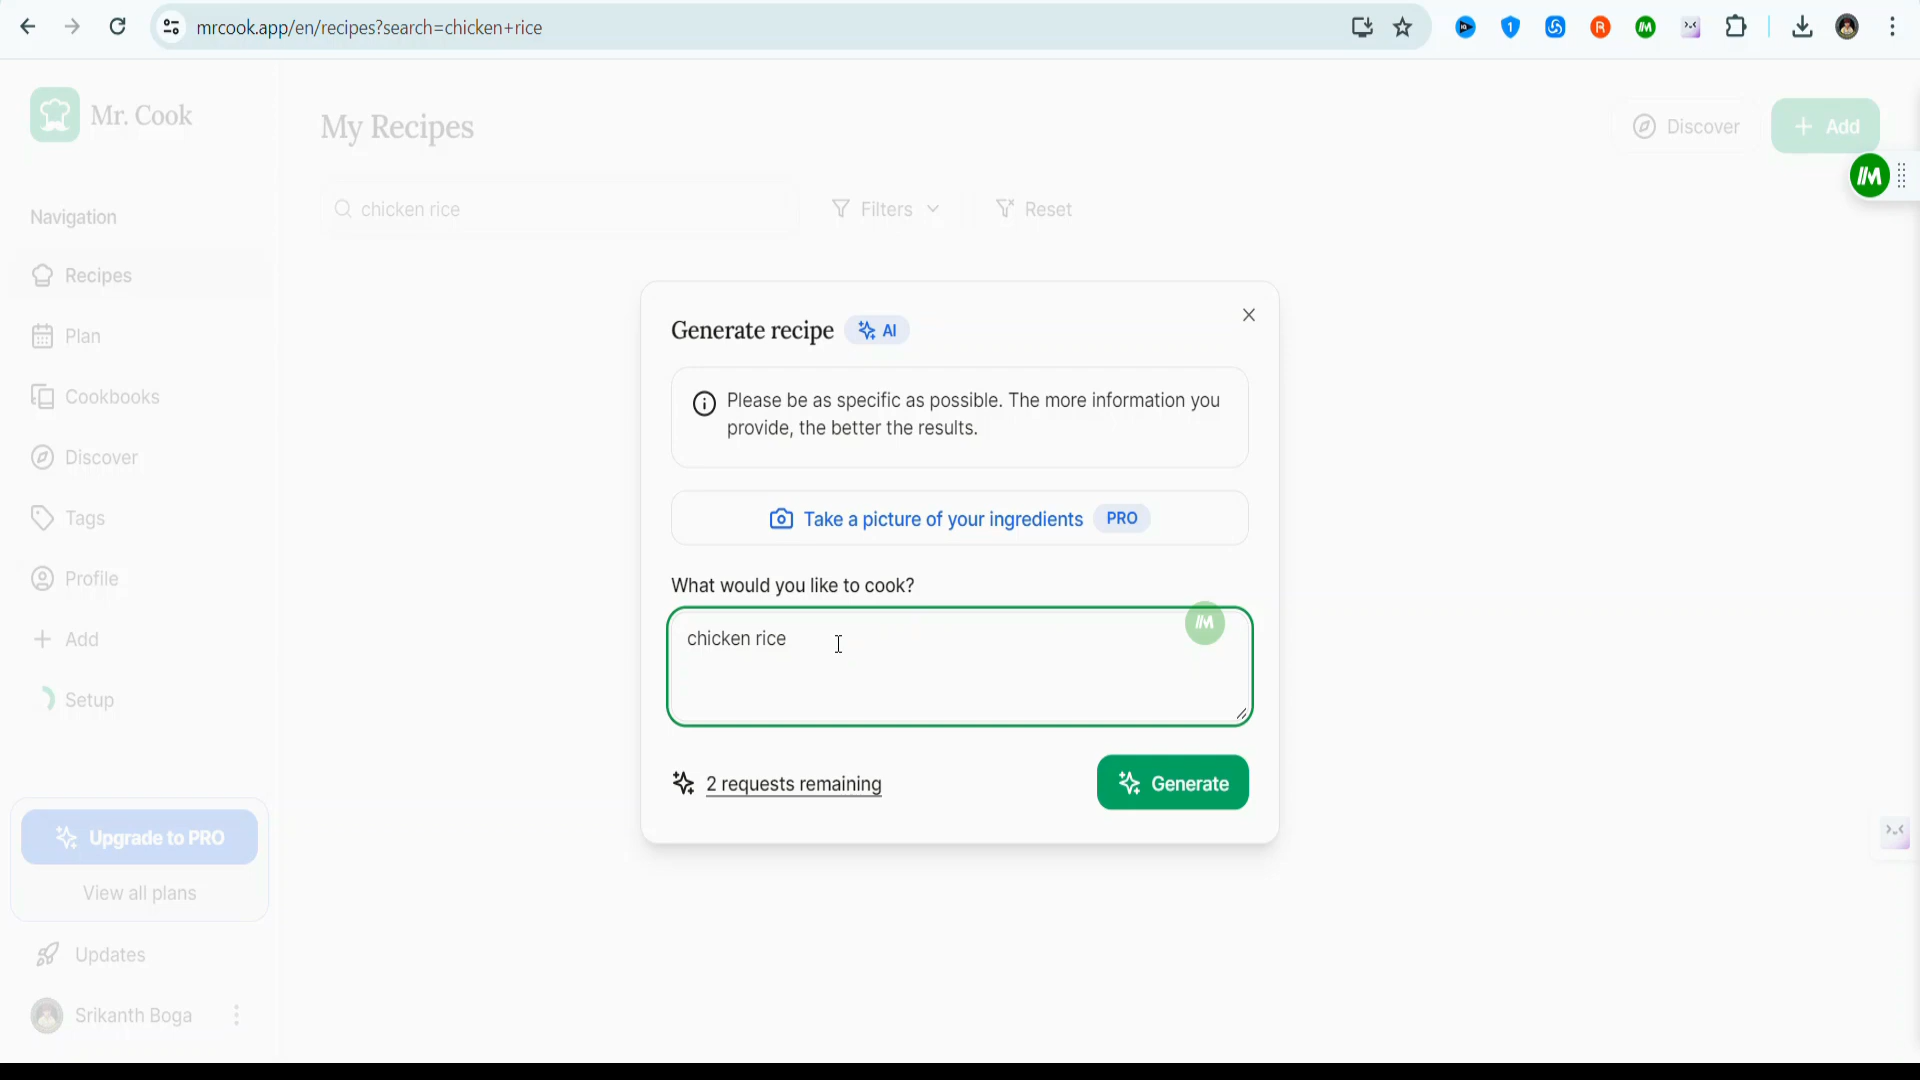 mrcook.app/en/recipes?search=chicken+rice
Mr. Cook
My Recipes
Discover
Add
chicken rice
Filters
Reset
Navigation
Recipes
Plan
Cookbooks
Discover
Tags
Profile
Add
Setup
Generate recipe
AI
Please be as specific as possible. The more information you
provide, the better the results.
Take a picture of your ingredients
PRO
What would you like to cook?
chicken rice
2 requests remaining
Generate
Upgrade to PRO
View all plans
Updates
Srikanth Boga